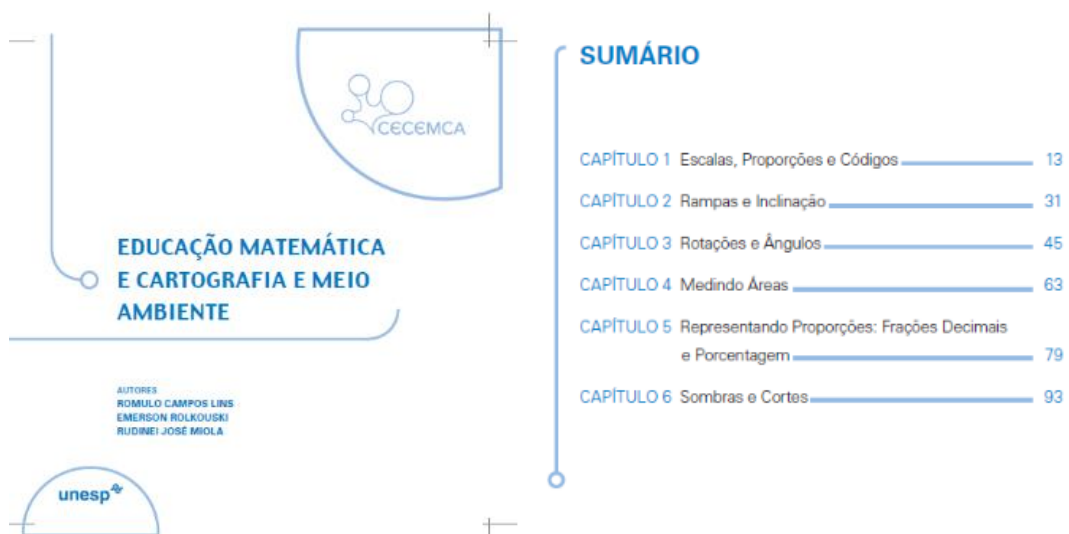 CECEMCA
EDUCAÇÃO MATEMÁTICA
E CARTOGRAFIA E MEIO
AMBIENTE
AUTORES
ROMULO CAMPOS LINS
EMERSON ROLKOUSKI
RUDINEI JOSÉ MIOLA
unesp
SUMÁRIO
CAPÍTULO 1 Escalas, Proporções e Códigos 13
CAPÍTULO 2 Rampas e Inclinação 31
CAPÍTULO 3 Rotações e Ângulos 45
CAPÍTULO 4 Medindo Áreas 63
CAPÍTULO 5 Representando Proporções: Frações Decimais
e Porcentagem 79
CAPÍTULO 6 Sombras e Cortes 93